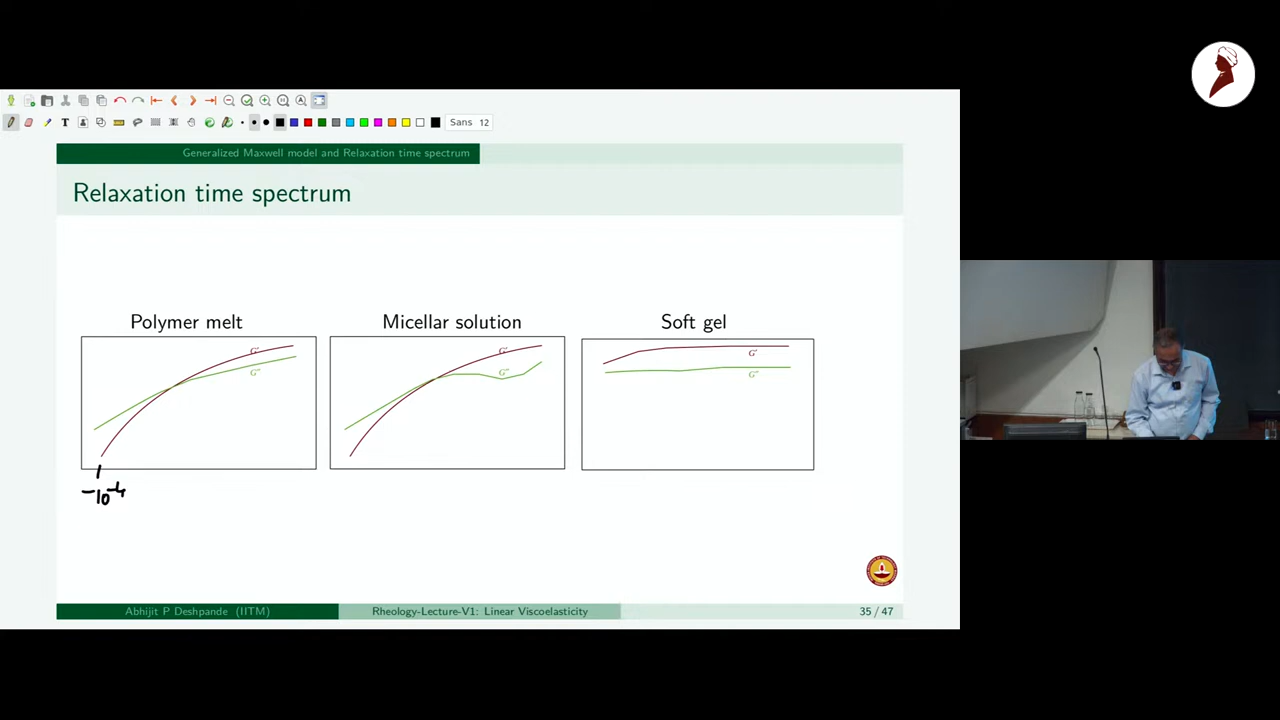 Sans 12
Generalized Maxwell model and Relaxation time spectrum
Relaxation time spectrum
Polymer melt
Micellar solution
Soft gel
G'
G"
G'
G"
G'
G"
-10⁻⁴
Abhijit P Deshpande (IITM)
Rheology-Lecture-V1: Linear Viscoelasticity
35 / 47